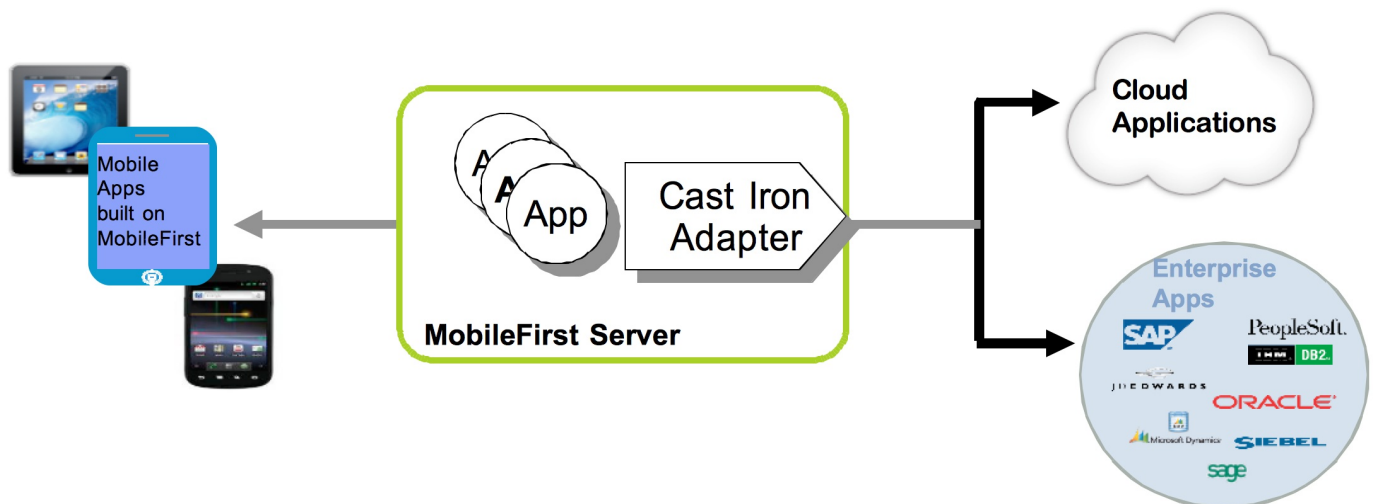 Mobile
Apps
built on
MobileFirst
A
A
App
Cast Iron
Adapter
MobileFirst Server
Cloud
Applications
Enterprise
Apps
SAP
PeopleSoft.
IBM DB2.
JDEDWARDS
ORACLE
Microsoft Dynamics
SIEBEL
sage